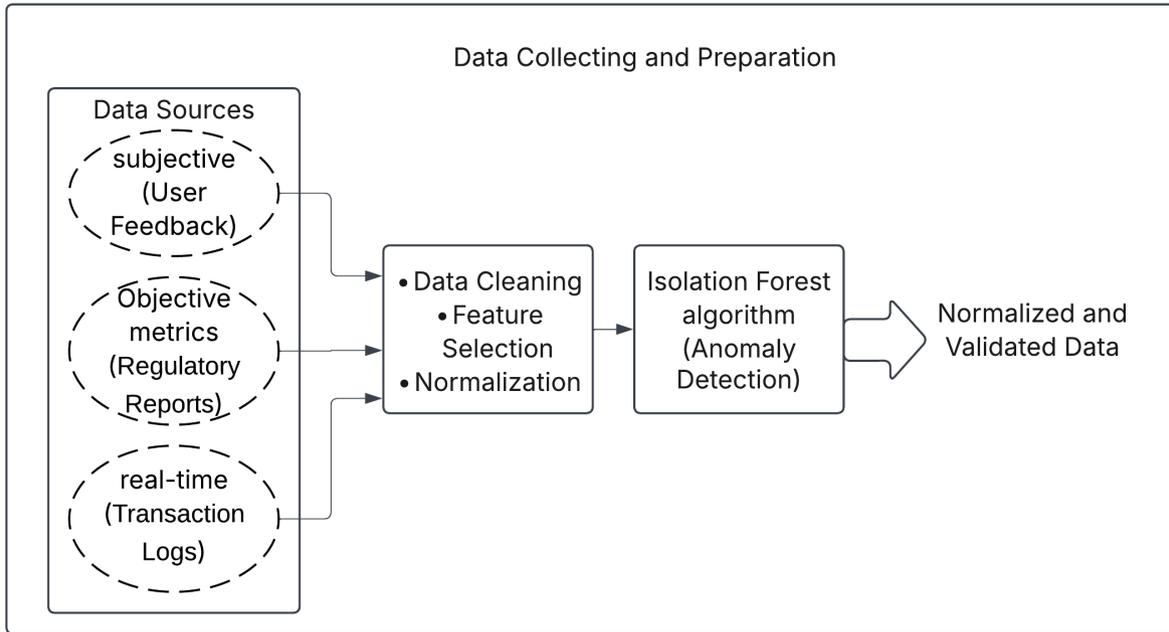 Data Collecting and Preparation
Data Sources
subjective
(User
Feedback)
Objective
metrics
(Regulatory
Reports)
real-time
(Transaction
Logs)
• Data Cleaning
• Feature
Selection
• Normalization
Isolation Forest
algorithm
(Anomaly
Detection)
Normalized and
Validated Data